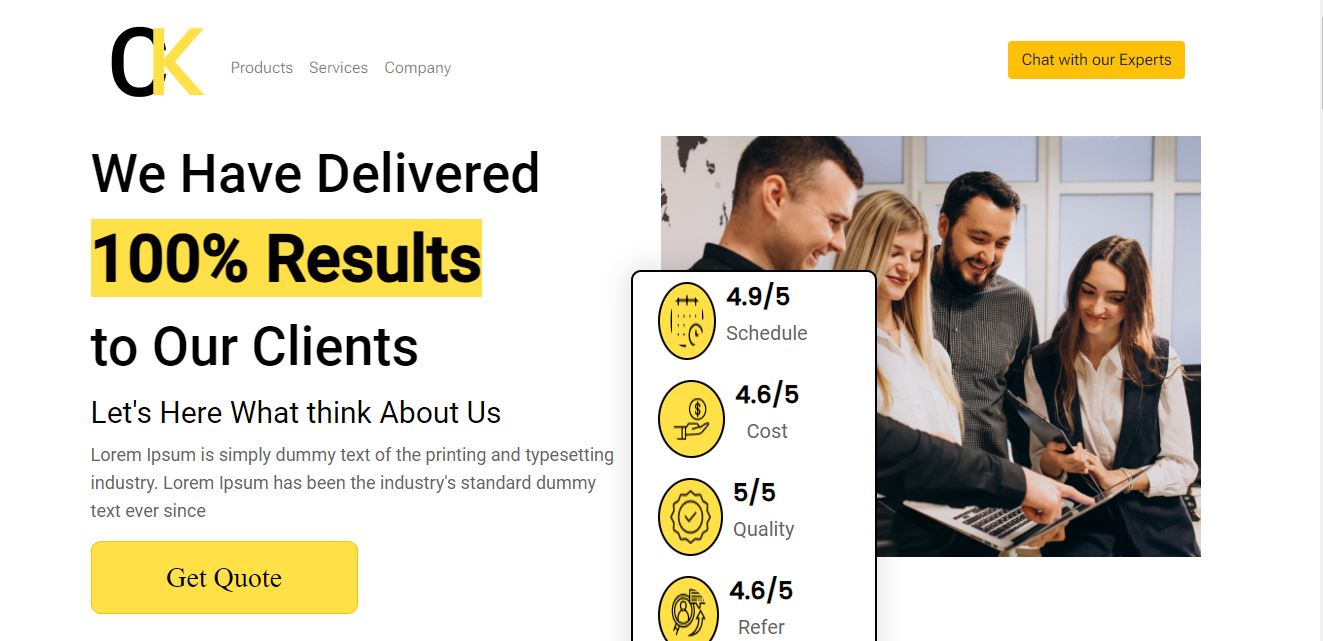 CK
Products Services Company
Chat with our Experts
We Have Delivered
100% Results
to Our Clients
Let's Here What think About Us
Lorem Ipsum is simply dummy text of the printing and typesetting
industry. Lorem Ipsum has been the industry's standard dummy
text ever since
Get Quote
4.9/5
Schedule
4.6/5
Cost
$
5/5
Quality
4.6/5
Refer